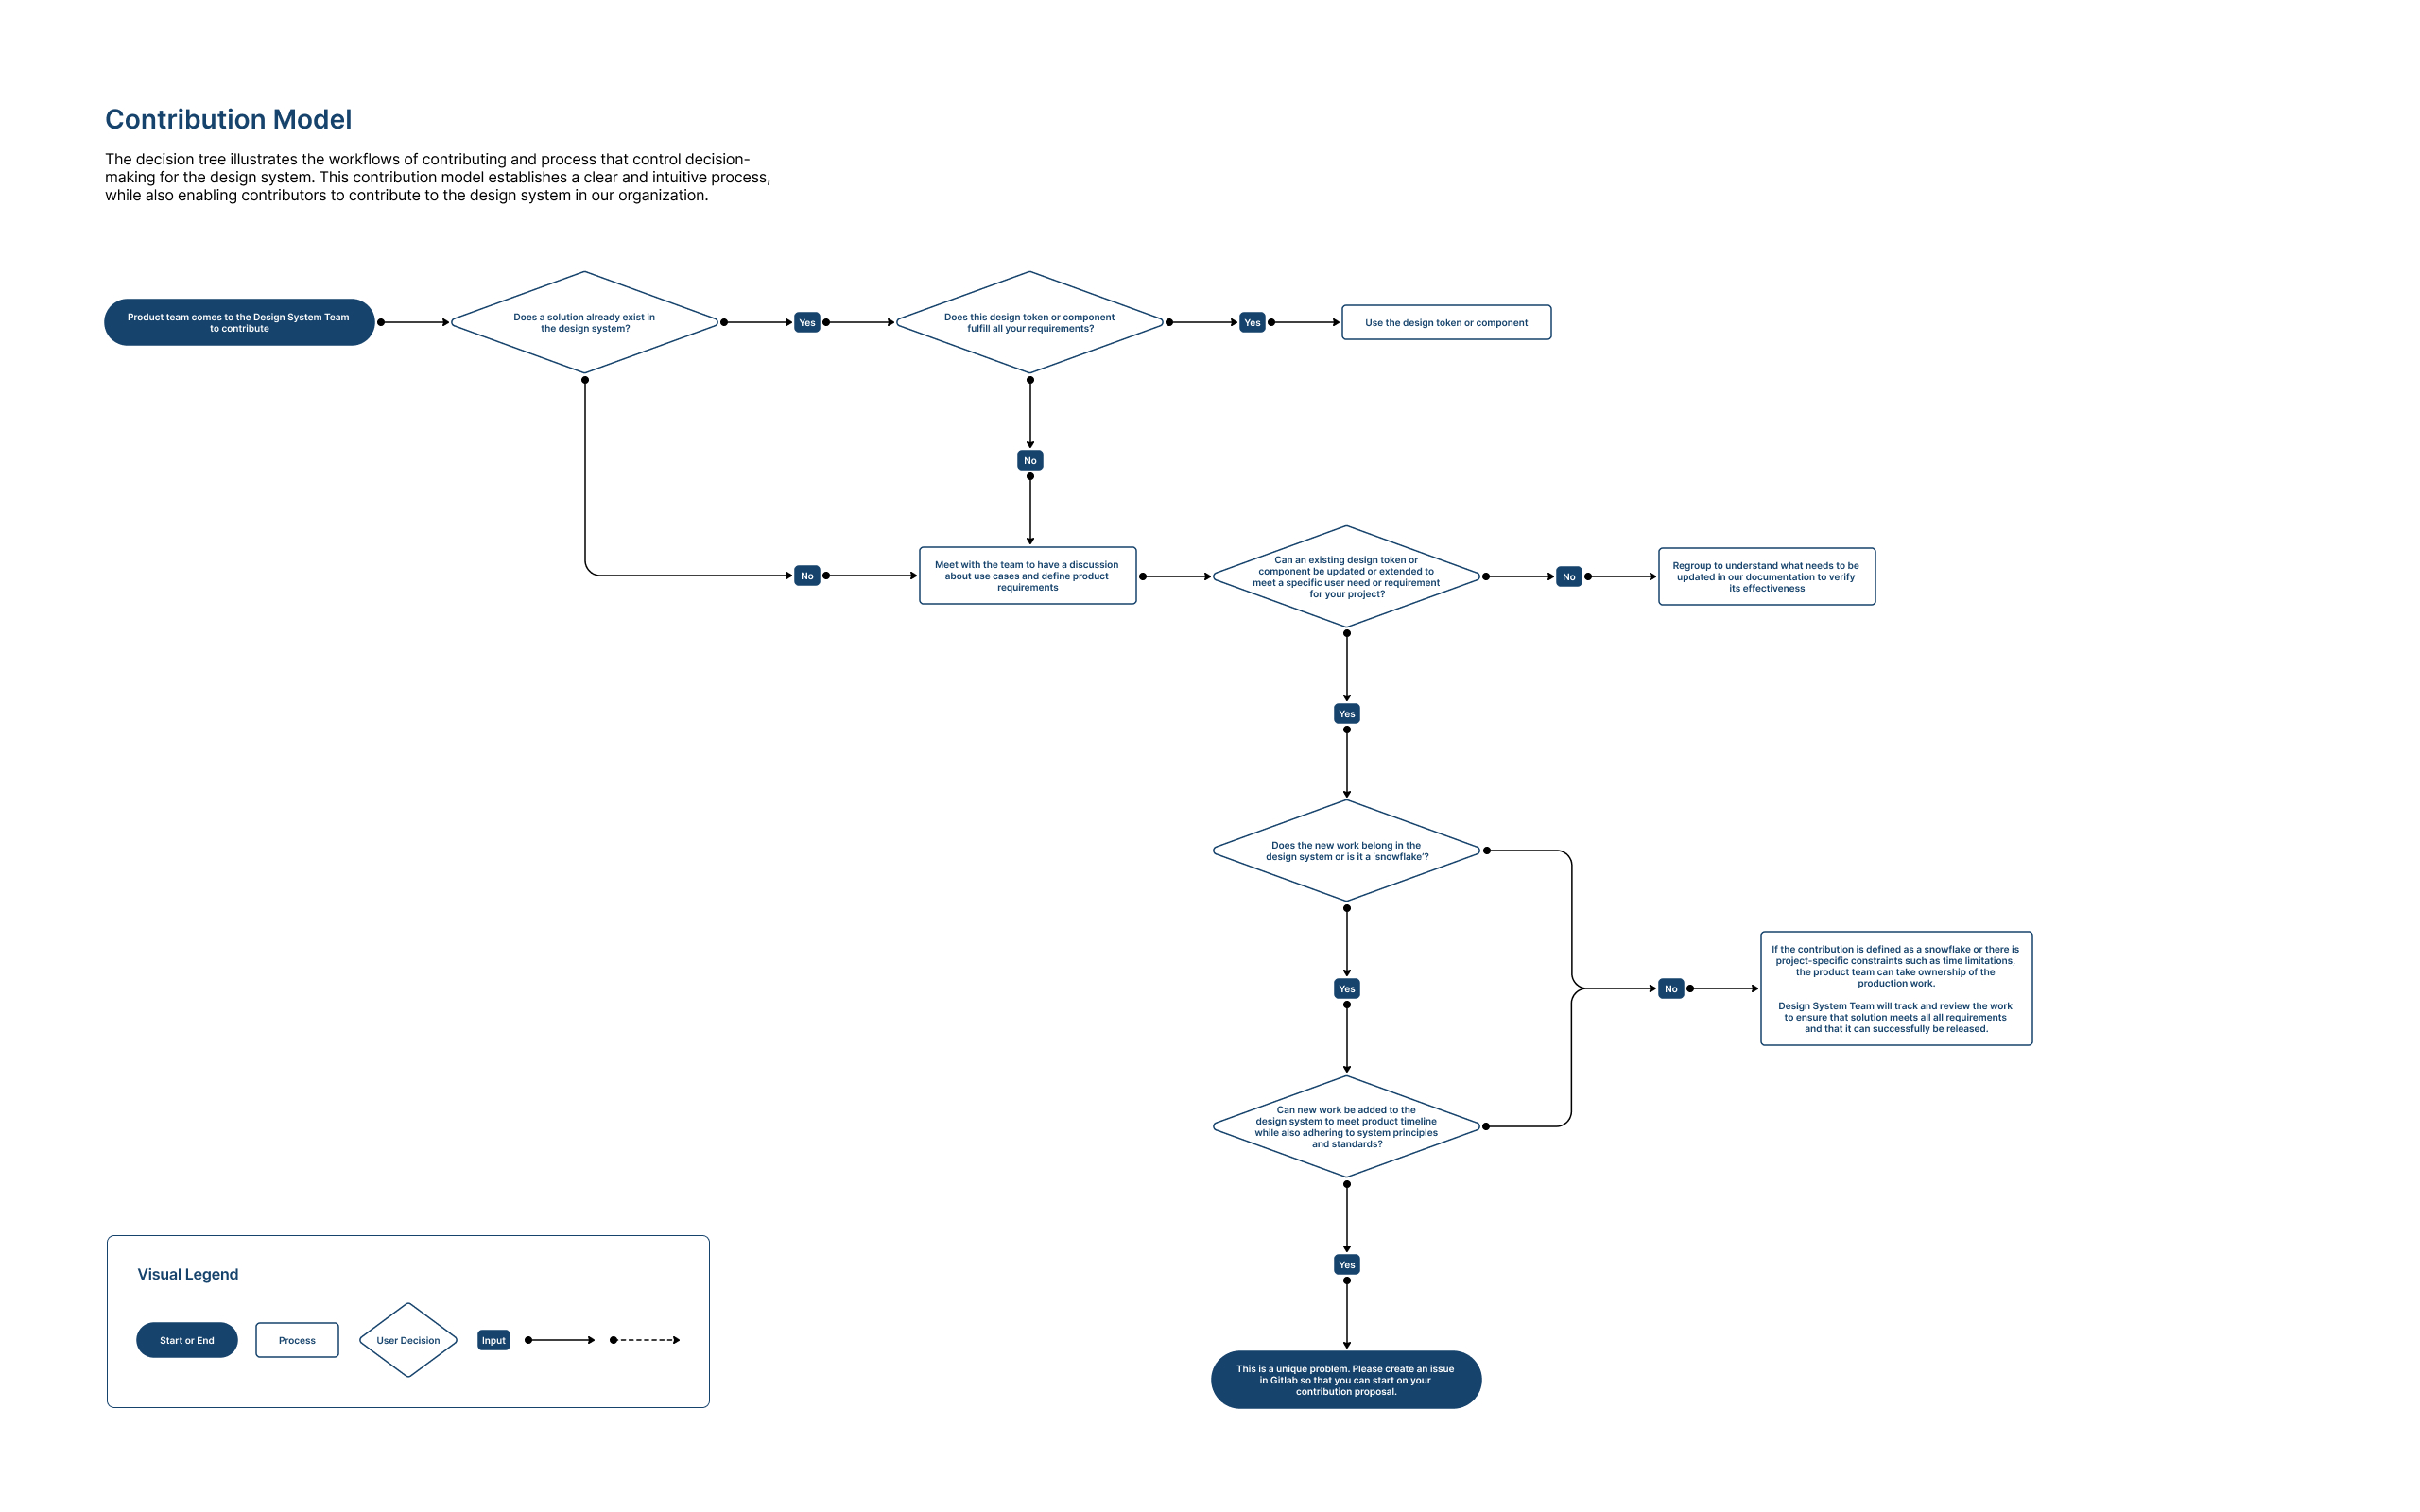 Contribution Model
The decision tree illustrates the workflows of contributing and process that control decision-
making for the design system. This contribution model establishes a clear and intuitive process,
while also enabling contributors to contribute to the design system in our organization.
Product team comes to the Design System Team
to contribute
Does a solution already exist in
the design system?
Yes
Does this design token or component
fulfill all your requirements?
Yes
Use the design token or component
No
No
Meet with the team to have a discussion
about use cases and define product
requirements
Can an existing design token or
component be updated or extended to
meet a specific user need or requirement
for your project?
No
Regroup to understand what needs to be
updated in our documentation to verify
its effectiveness
Yes
Does the new work belong in the
design system or is it a ‘snowflake’?
Yes
No
If the contribution is defined as a snowflake or there is
project-specific constraints such as time limitations,
the product team can take ownership of the
production work.
Design System Team will track and review the work
to ensure that solution meets all all requirements
and that it can successfully be released.
Can new work be added to the
design system to meet product timeline
while also adhering to system principles
and standards?
Yes
This is a unique problem. Please create an issue
in Gitlab so that you can start on your
contribution proposal.
Visual Legend
Start or End
Process
User Decision
Input